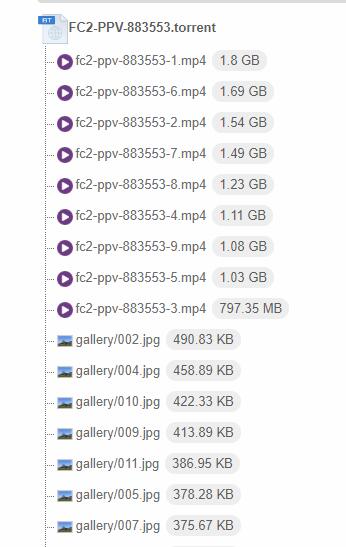 BT
FC2-PPV-883553.torrent
fc2-ppv-883553-1.mp4 1.8 GB
fc2-ppv-883553-6.mp4 1.69 GB
fc2-ppv-883553-2.mp4 1.54 GB
fc2-ppv-883553-7.mp4 1.49 GB
fc2-ppv-883553-8.mp4 1.23 GB
fc2-ppv-883553-4.mp4 1.11 GB
fc2-ppv-883553-9.mp4 1.08 GB
fc2-ppv-883553-5.mp4 1.03 GB
fc2-ppv-883553-3.mp4 797.35 MB
gallery/002.jpg 490.83 KB
gallery/004.jpg 458.89 KB
gallery/010.jpg 422.33 KB
gallery/009.jpg 413.89 KB
gallery/011.jpg 386.95 KB
gallery/005.jpg 378.28 KB
gallery/007.jpg 375.67 KB